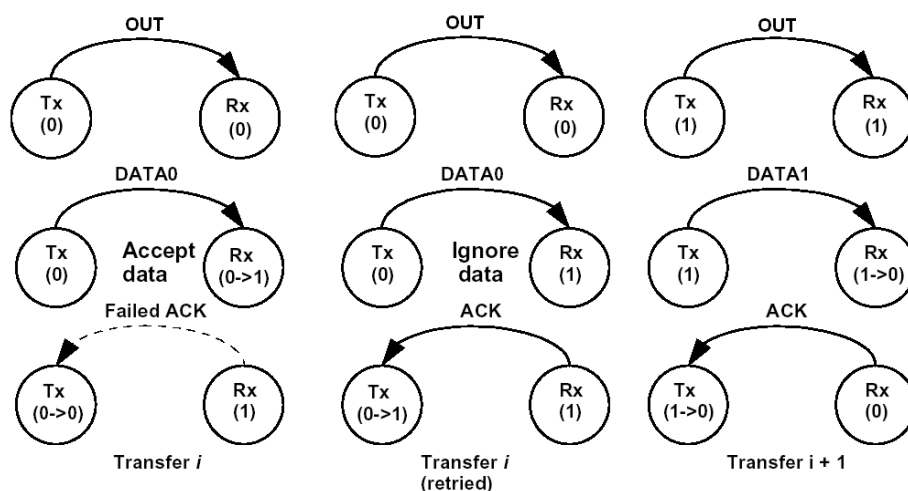 OUT
Tx
(0)
Rx
(0)
OUT
Tx
(0)
Rx
(0)
OUT
Tx
(1)
Rx
(1)
DATA0
Tx
(0)
Accept
data
Rx
(0->1)
DATA0
Tx
(0)
Ignore
data
Rx
(1)
DATA1
Tx
(1)
Rx
(1->0)
Failed ACK
Tx
(0->0)
Rx
(1)
ACK
Tx
(0->1)
Rx
(1)
ACK
Tx
(1->0)
Rx
(0)
Transfer i
Transfer i
(retried)
Transfer i + 1